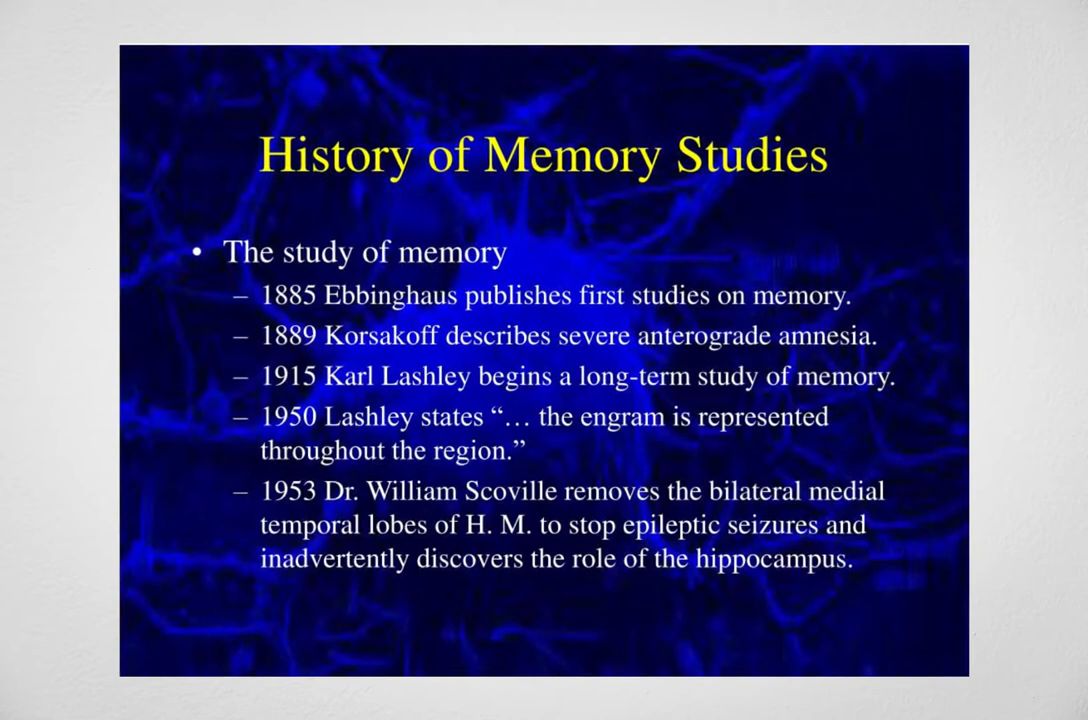 History of Memory Studies
• The study of memory
– 1885 Ebbinghaus publishes first studies on memory.
– 1889 Korsakoff describes severe anterograde amnesia.
– 1915 Karl Lashley begins a long-term study of memory.
– 1950 Lashley states “… the engram is represented
throughout the region.”
– 1953 Dr. William Scoville removes the bilateral medial
temporal lobes of H. M. to stop epileptic seizures and
inadvertently discovers the role of the hippocampus.